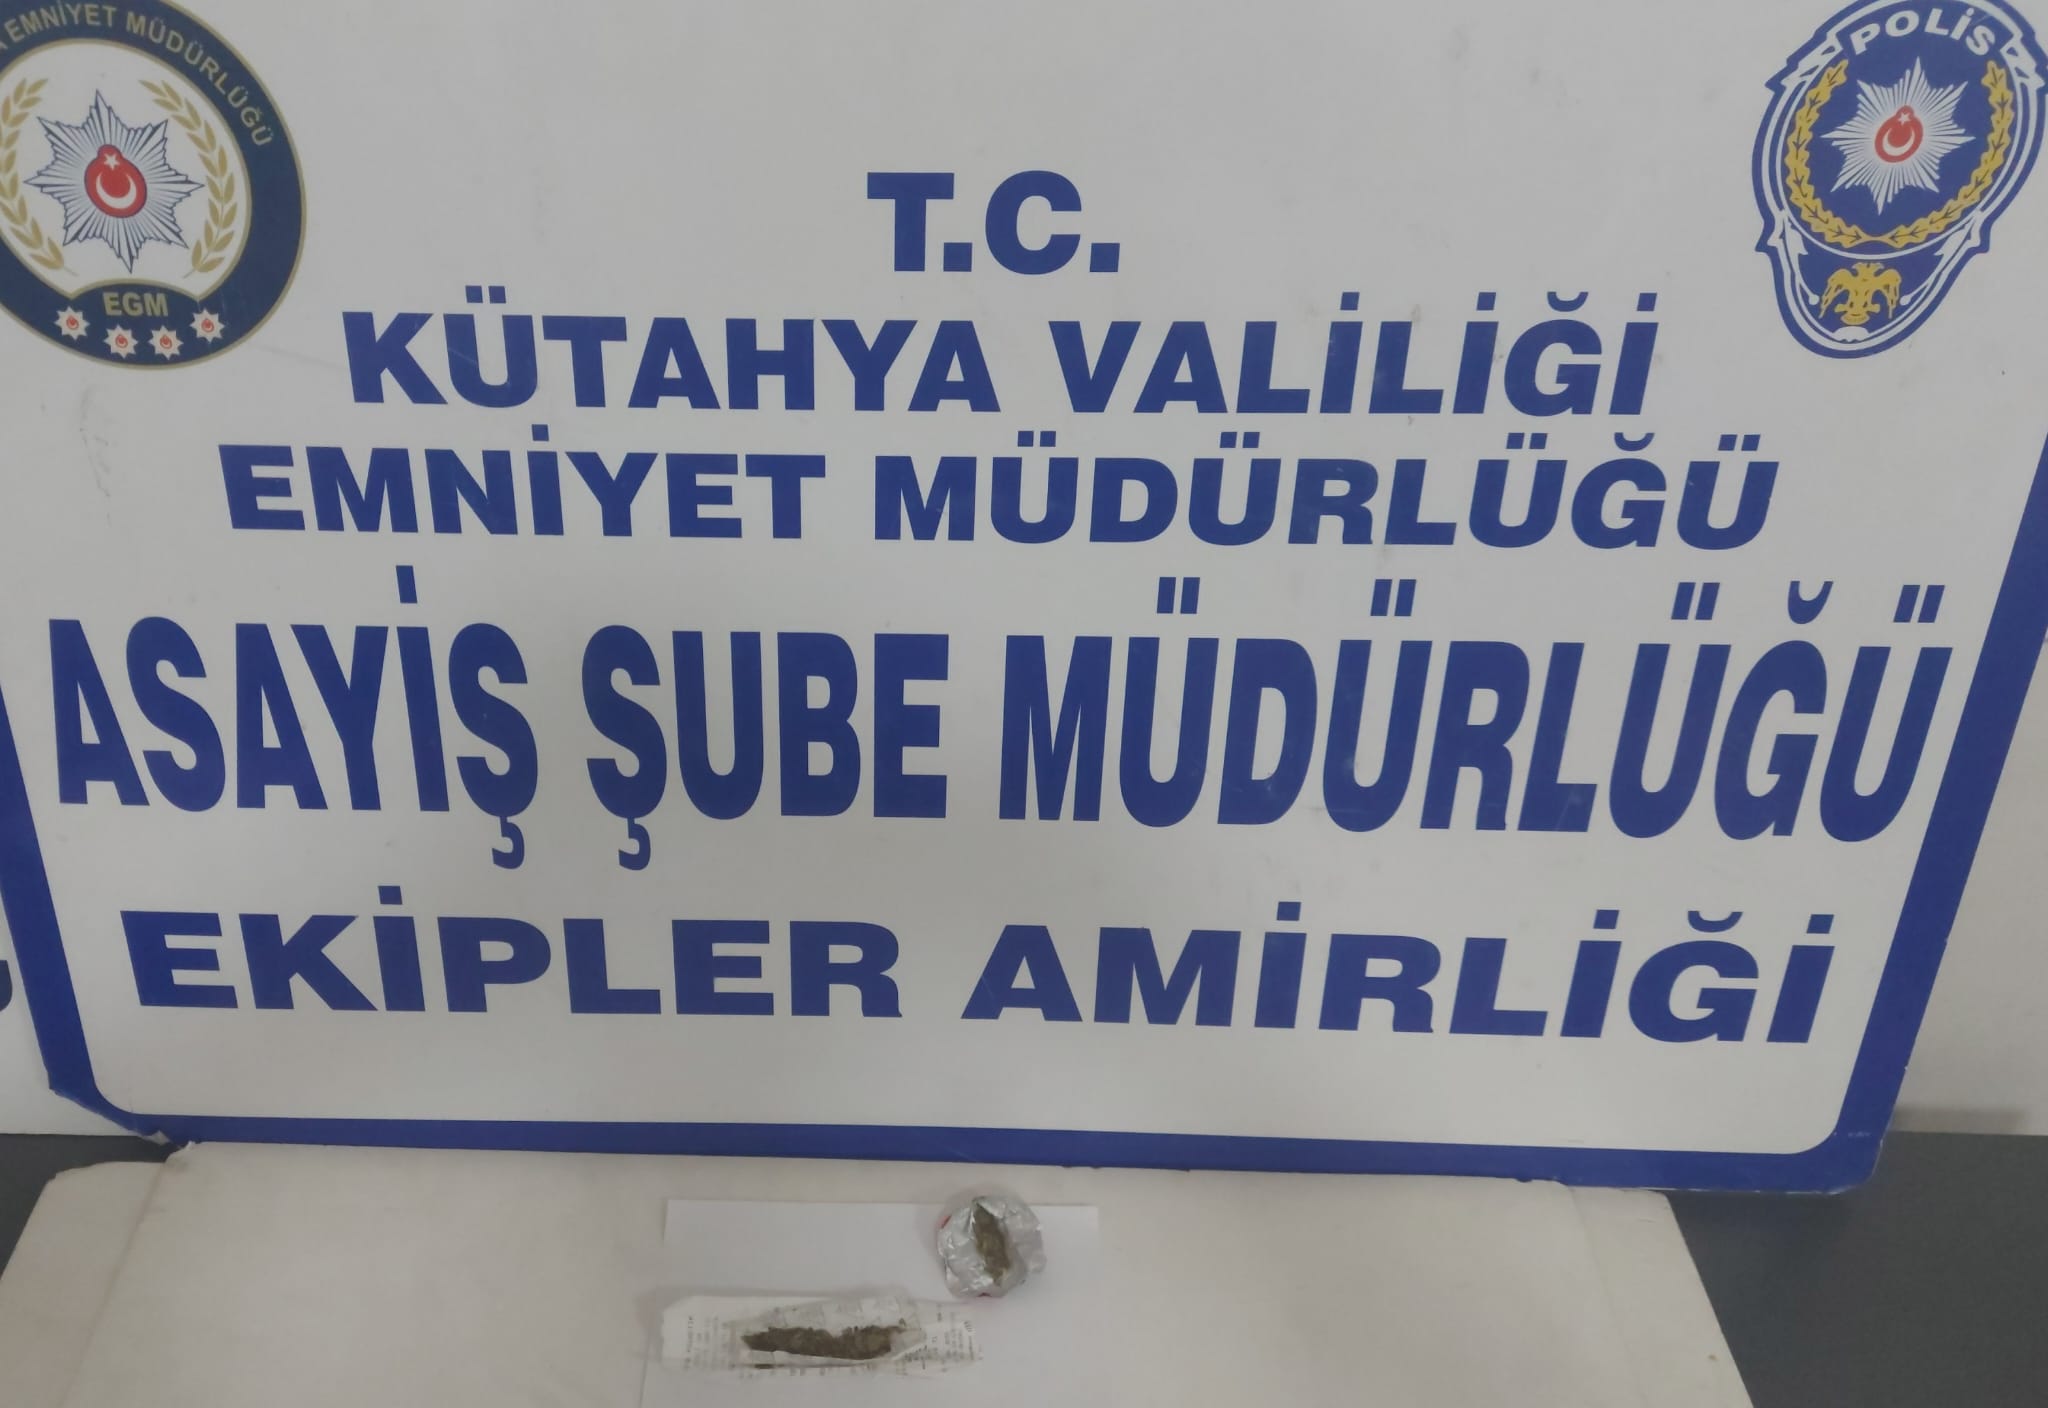 EMNİYET MÜDÜRLÜĞÜ
EGM
POLİS
T.C.
KÜTAHYA VALİLİĞİ
EMNİYET MÜDÜRLÜĞÜ
ASAYİŞ ŞUBE MÜDÜRLÜĞÜ
EKİPLER AMİRLİĞİ